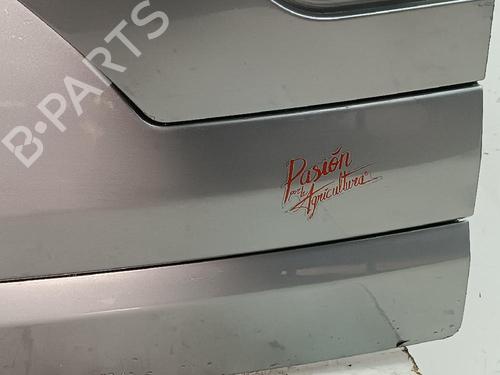 B-PARTS
Pasión
por la
Agricultura